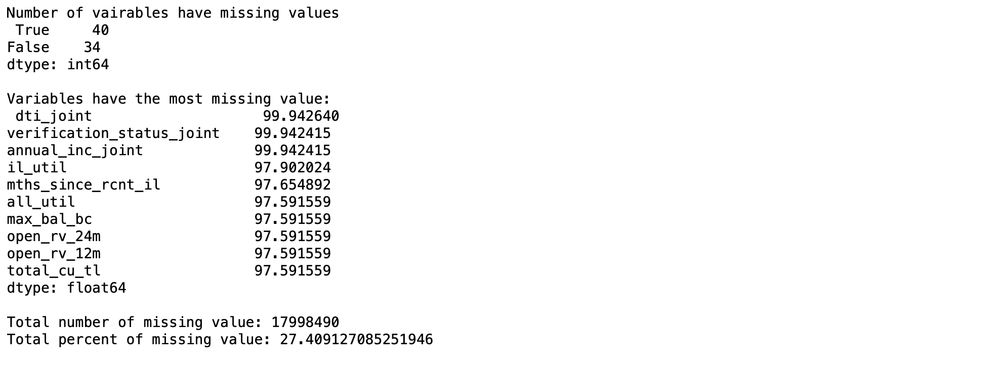 Number of vairables have missing values
 True     40
False    34
dtype: int64

Variables have the most missing value:
 dti_joint                    99.942640
verification_status_joint    99.942415
annual_inc_joint             99.942415
il_util                      97.902024
mths_since_rcnt_il           97.654892
all_util                     97.591559
max_bal_bc                   97.591559
open_rv_24m                  97.591559
open_rv_12m                  97.591559
total_cu_tl                  97.591559
dtype: float64

Total number of missing value: 17998490
Total percent of missing value: 27.409127085251946